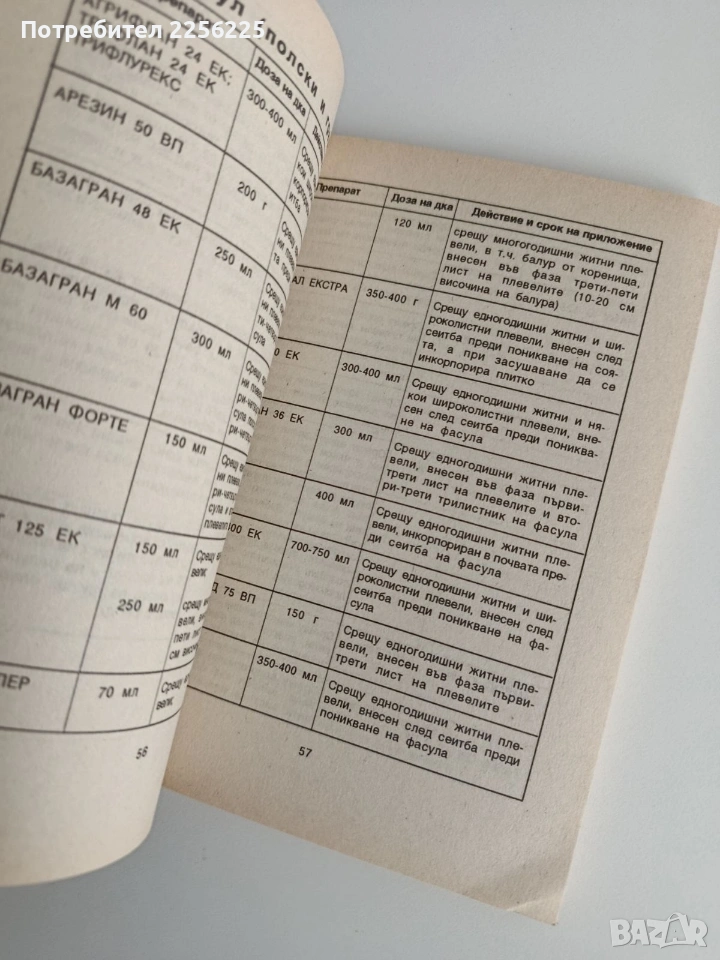 Потребител 2256225
АГРИФЛАН 24 ЕК;
24 ЕК
ТРИФЛУРЕКС
300-400 мл
АРЕЗИН 50 ВП
200 г
БАЗАГРАН 48 ЕК
250 мл
БАЗАГРАН М 60
300 мл
ФОРТЕ
150 мл
125 ЕК
150 мл
250 мл
70 мл
56
Препарат
Доза на дка
Действие и срок на приложение
120 мл
срещу многогодишни житни пле-
вели, в т.ч. балур от коренища,
внесен във фаза трети-пети
лист на плевелите (10-20 см
височина на балура)
ЕКСТРА
350-400 г
Срещу едногодишни житни и ши-
роколистни плевели, внесен след
сеитба преди поникване на соя-
та, а при засушаване да се
инкорпорира плитко
ЕК
300-400 мл
Срещу едногодишни житни и ня-
кои широколистни плевели, вне-
сен след сеитба преди пониква-
не на фасула
36 ЕК
300 мл
Срещу едногодишни житни пле-
вели, внесен във фаза първи-
трети лист на плевелите и вто-
ри-трети трилистник на фасула
400 мл
Срещу едногодишни житни пле-
вели, инкорпориран в почвата пре-
ди сеитба на фасула
ЕК
700-750 мл
Срещу едногодишни житни и ши-
роколистни плевели, внесен след
сеитба преди поникване на фа-
сула
75 ВП
150 г
Срещу едногодишни житни пле-
вели, внесен във фаза първи-
трети лист на плевелите
350-400 мл
Срещу едногодишни житни пле-
вели, внесен след сеитба преди
поникване на фасула
57
BAZAR